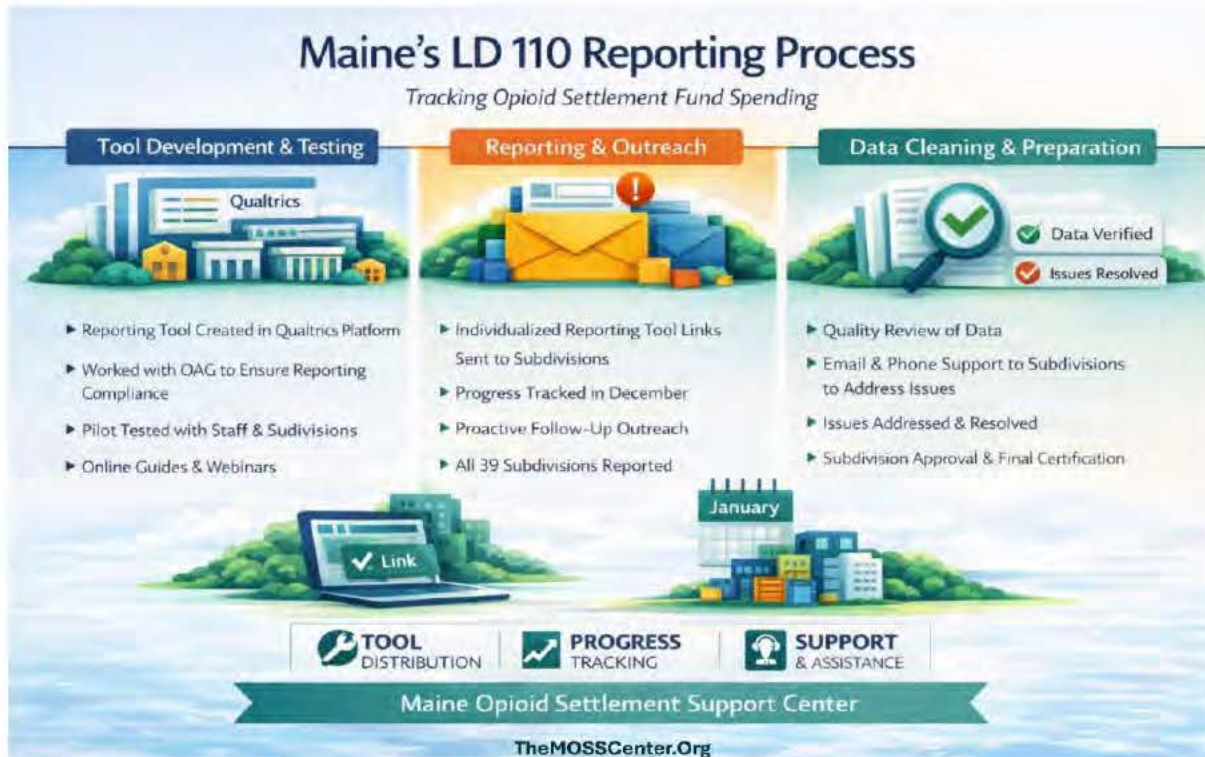 Maine's LD 110 Reporting Process
Tracking Opioid Settlement Fund Spending
Tool Development & Testing
Qualtrics
▸ Reporting Tool Created in Qualtrics Platform
▸ Worked with OAG to Ensure Reporting
Compliance
▸ Pilot Tested with Staff & Sudivisions
▸ Online Guides & Webinars
Reporting & Outreach
!
▸ Individualized Reporting Tool Links
Sent to Subdivisions
▸ Progress Tracked in December
▸ Proactive Follow-Up Outreach
▸ All 39 Subdivisions Reported
Data Cleaning & Preparation
Data Verified
Issues Resolved
▸ Quality Review of Data
▸ Email & Phone Support to Subdivisions
to Address Issues
▸ Issues Addressed & Resolved
▸ Subdivision Approval & Final Certification
Link
January
TOOL
DISTRIBUTION
PROGRESS
TRACKING
SUPPORT
& ASSISTANCE
Maine Opioid Settlement Support Center
TheMOSSCenter.Org